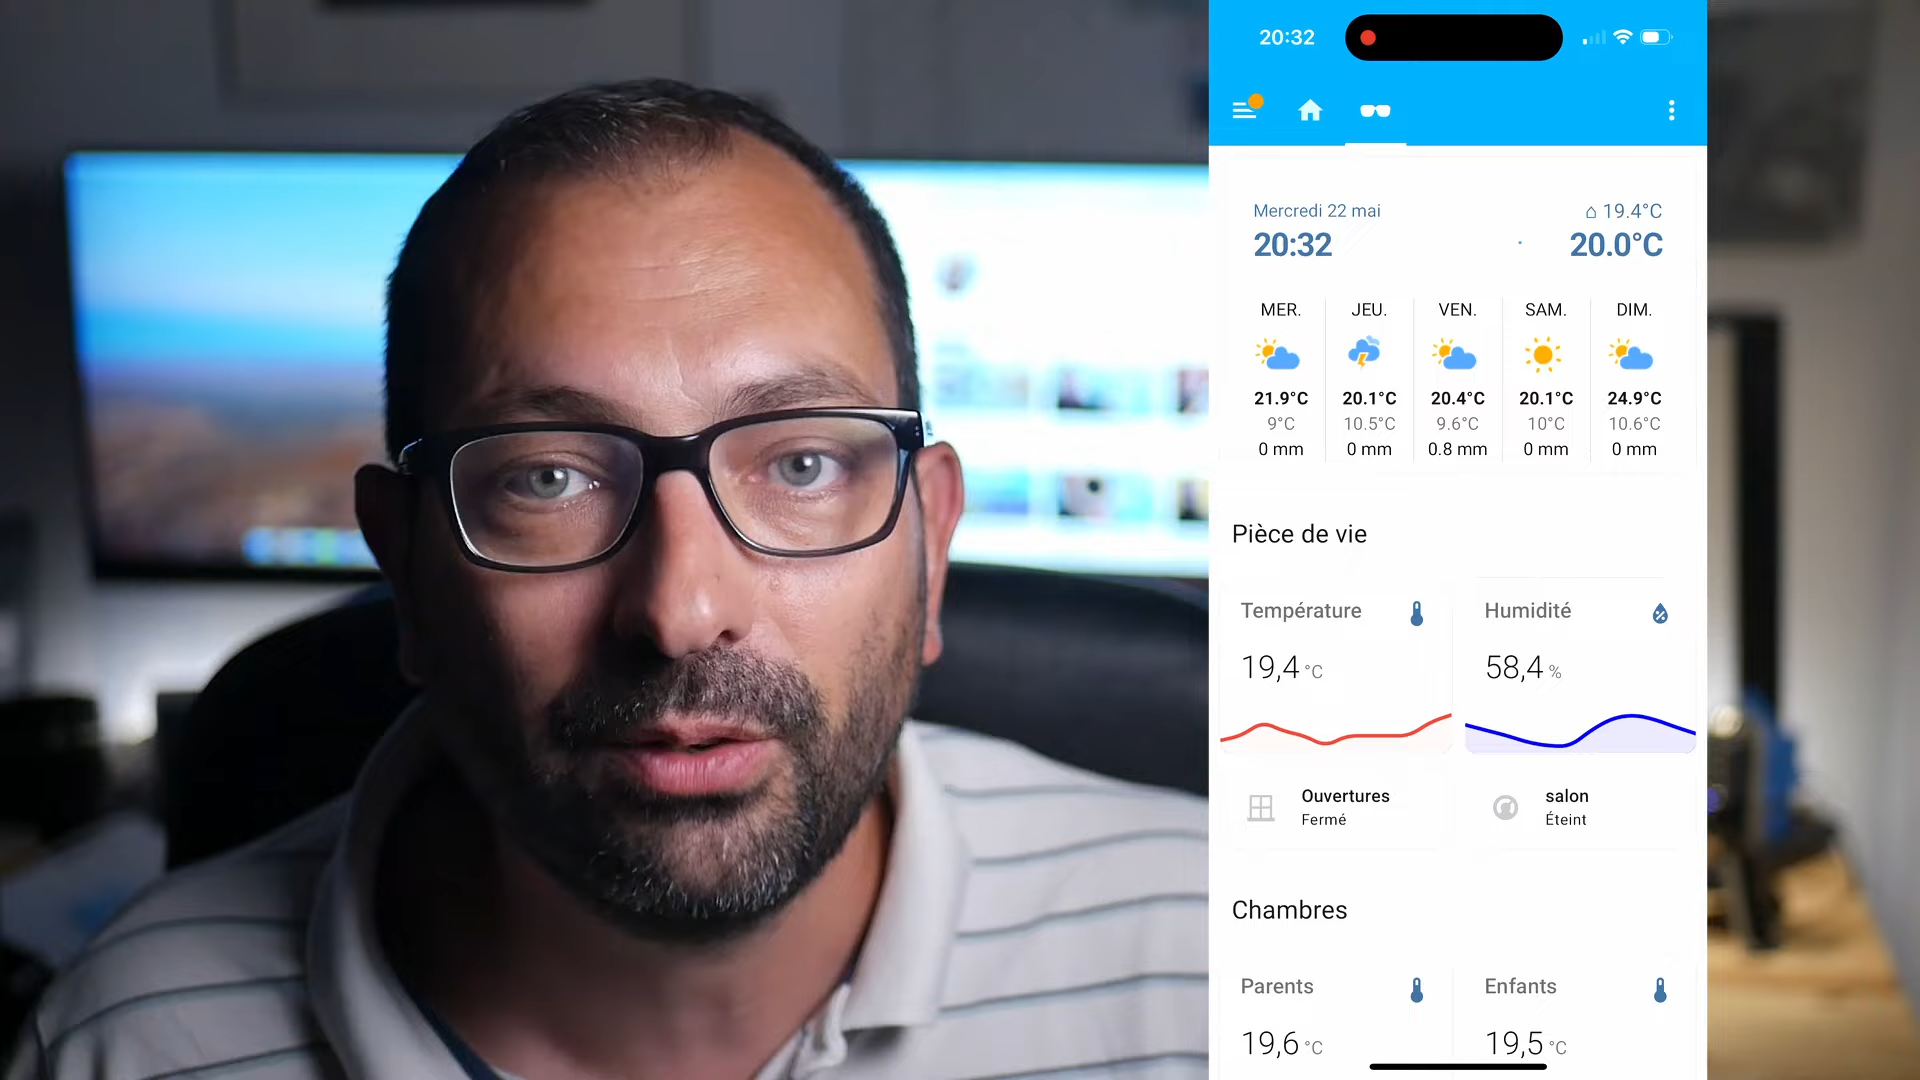 20:32
Mercredi 22 mai
19.4°C
20:32
20.0°C
MER. JEU. VEN. SAM. DIM.
21.9°C 20.1°C 20.4°C 20.1°C 24.9°C
9°C 10.5°C 9.6°C 10°C 10.6°C
0 mm 0 mm 0.8 mm 0 mm 0 mm
Pièce de vie
Température
Humidité
19,4 °C
58,4 %
Ouvertures
Fermé
salon
Éteint
Chambres
Parents
Enfants
19,6 °C
19,5 °C